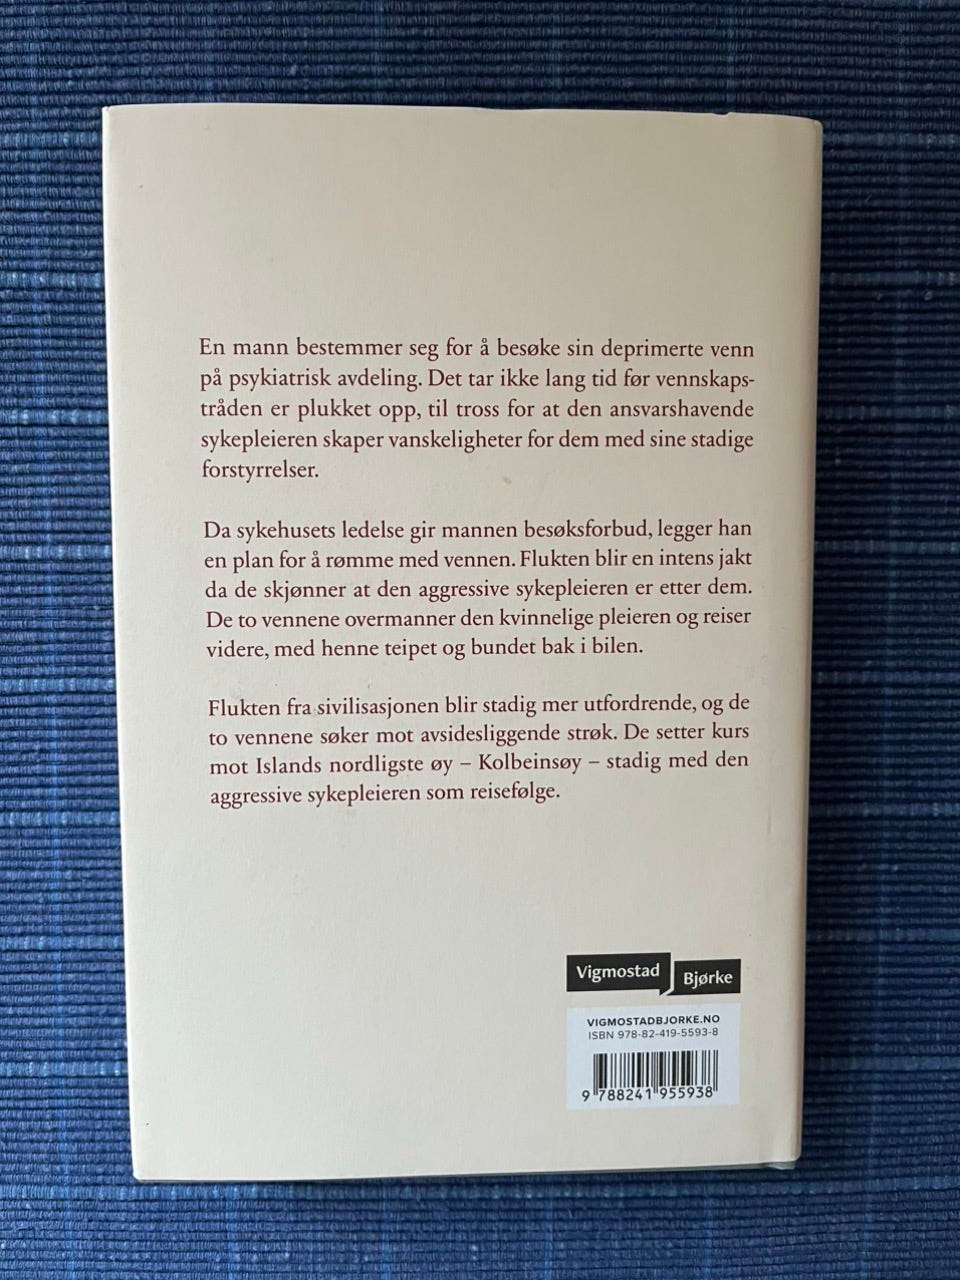 En mann bestemmer seg for å besøke sin deprimerte venn
på psykiatrisk avdeling. Det tar ikke lang tid før vennskaps-
tråden er plukket opp, til tross for at den ansvarshavende
sykepleieren skaper vanskeligheter for dem med sine stadige
forstyrrelser.
Da sykehusets ledelse gir mannen besøksforbud, legger han
en plan for å rømme med vennen. Flukten blir en intens jakt
da de skjønner at den aggressive sykepleieren er etter dem.
De to vennene overmanner den kvinnelige pleieren og reiser
videre, med henne teipet og bundet bak i bilen.
Flukten fra sivilisasjonen blir stadig mer utfordrende, og de
to vennene søker mot avsidesliggende strøk. De setter kurs
mot Islands nordligste øy – Kolbeinsøy – stadig med den
aggressive sykepleieren som reisefølge.
Vigmostad
Bjørke
VIGMOSTADBJORKE.NO
ISBN 978-82-419-5593-8
9 788241 955938